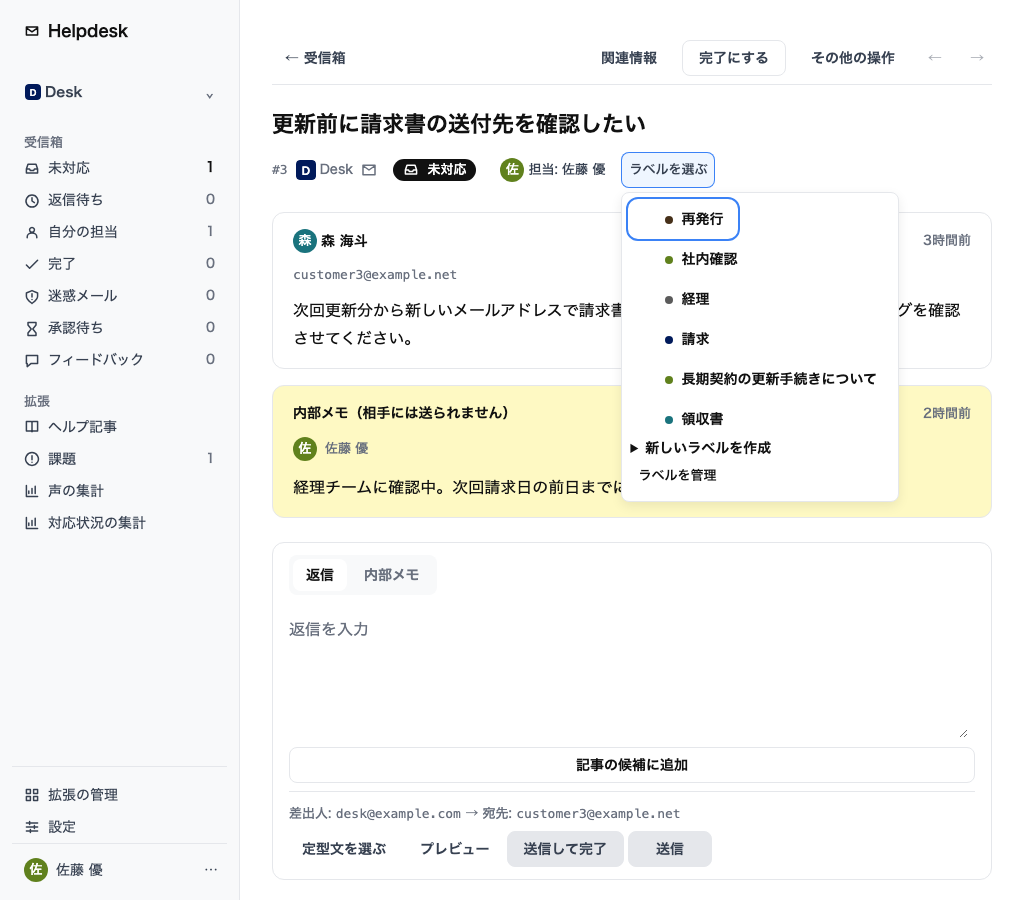 Helpdesk
D Desk
受信箱
未対応 1
返信待ち 0
自分の担当 1
完了 0
迷惑メール 0
承認待ち 0
フィードバック 0
拡張
ヘルプ記事
課題 1
声の集計
対応状況の集計
拡張の管理
設定
佐 佐藤 優 …
← 受信箱 関連情報 完了にする その他の操作 ← →
更新前に請求書の送付先を確認したい
#3 D Desk 未対応 佐 担当: 佐藤 優 ラベルを選ぶ
再発行
社内確認
経理
請求
長期契約の更新手続きについて
領収書
▶ 新しいラベルを作成
ラベルを管理
森 森 海斗 3時間前
customer3@example.net
次回更新分から新しいメールアドレスで請求書 グを確認
させてください。
内部メモ（相手には送られません） 2時間前
佐 佐藤 優
経理チームに確認中。次回請求日の前日までに
返信 内部メモ
返信を入力
記事の候補に追加
差出人: desk@example.com → 宛先: customer3@example.net
定型文を選ぶ プレビュー 送信して完了 送信